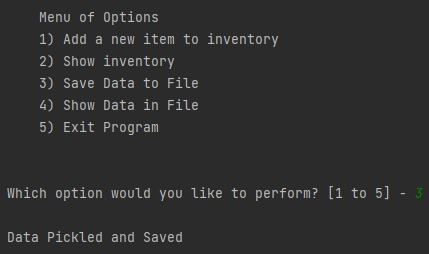 Menu of Options
1) Add a new item to inventory
2) Show inventory
3) Save Data to File
4) Show Data in File
5) Exit Program
Which option would you like to perform? [1 to 5] - 3
Data Pickled and Saved